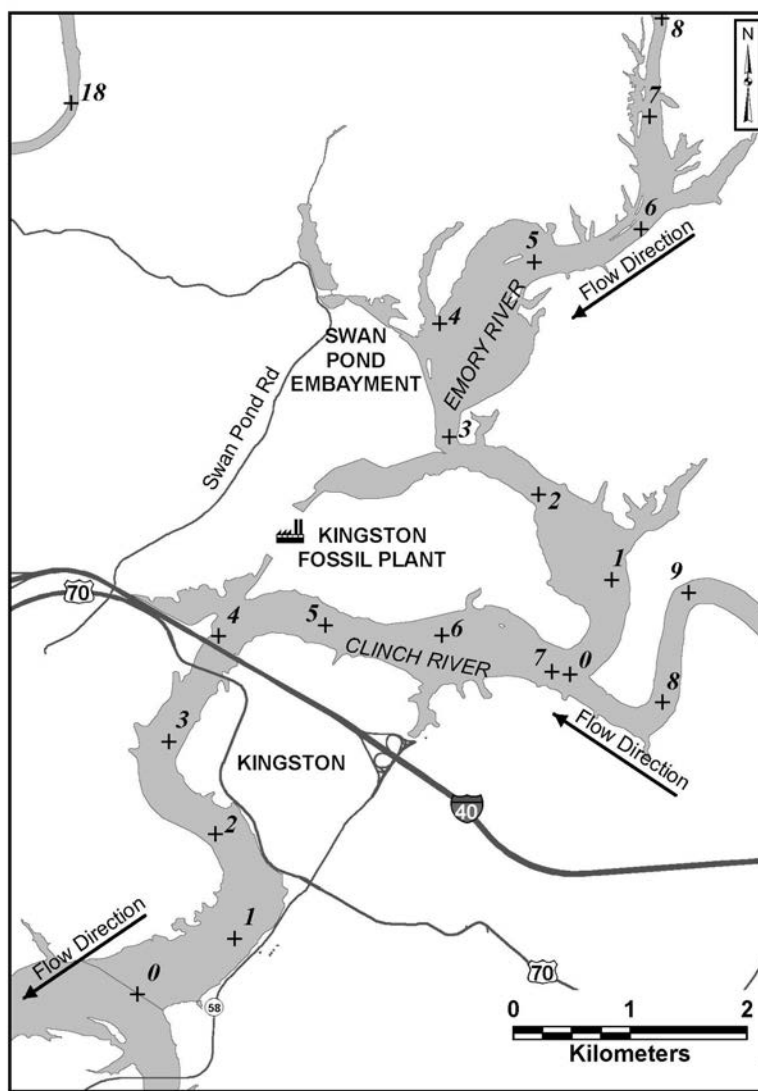 8
N
18
7
6
Flow Direction
5
EMORY RIVER
4
SWAN
POND
EMBAYMENT
Swan Pond Rd
3
2
KINGSTON
FOSSIL PLANT
1
9
70
4
5
6
CLINCH RIVER
7
0
8
Flow Direction
3
KINGSTON
40
2
1
Flow Direction
0
70
58
0
1
2
Kilometers